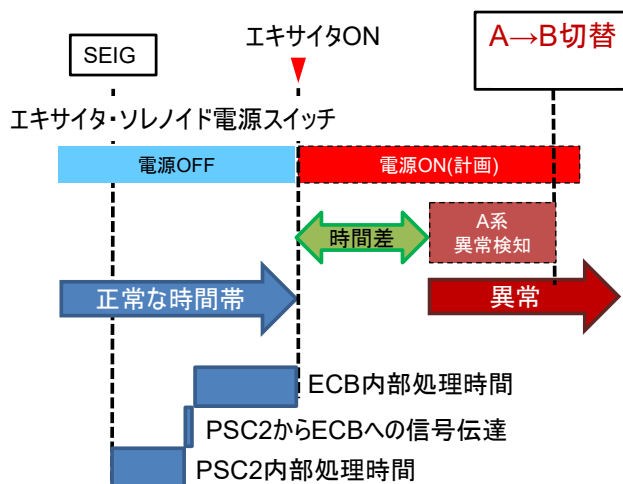 エキサイタON
SEIG
A→B切替
エキサイタ・ソレノイド電源スイッチ
電源OFF
電源ON(計画)
時間差
A系
異常検知
正常な時間帯
異常
ECB内部処理時間
PSC2からECBへの信号伝達
PSC2内部処理時間